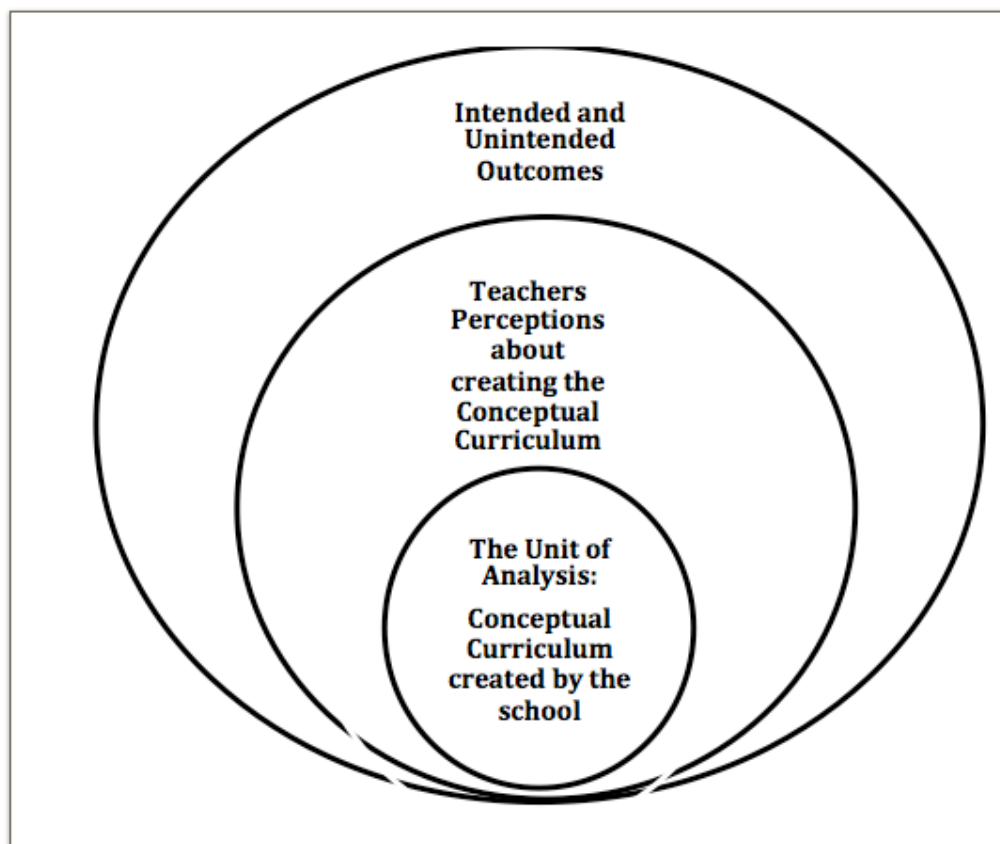 Intended and
Unintended
Outcomes
Teachers
Perceptions
about
creating the
Conceptual
Curriculum
The Unit of
Analysis:
Conceptual
Curriculum
created by the
school